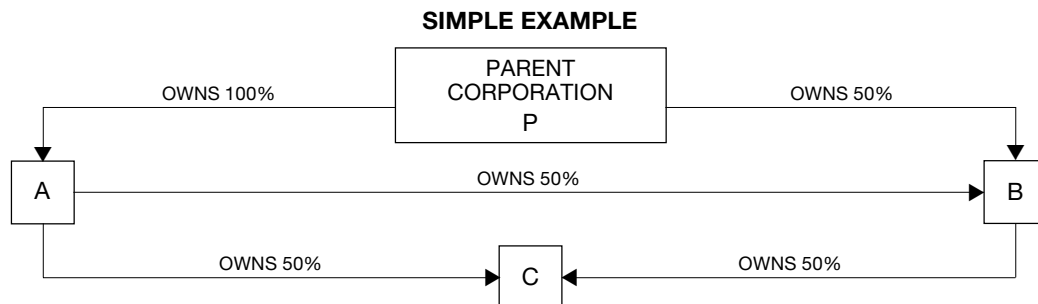 SIMPLE EXAMPLE
PARENT
CORPORATION
P
OWNS 100%
OWNS 50%
A
OWNS 50%
B
OWNS 50%
C
OWNS 50%